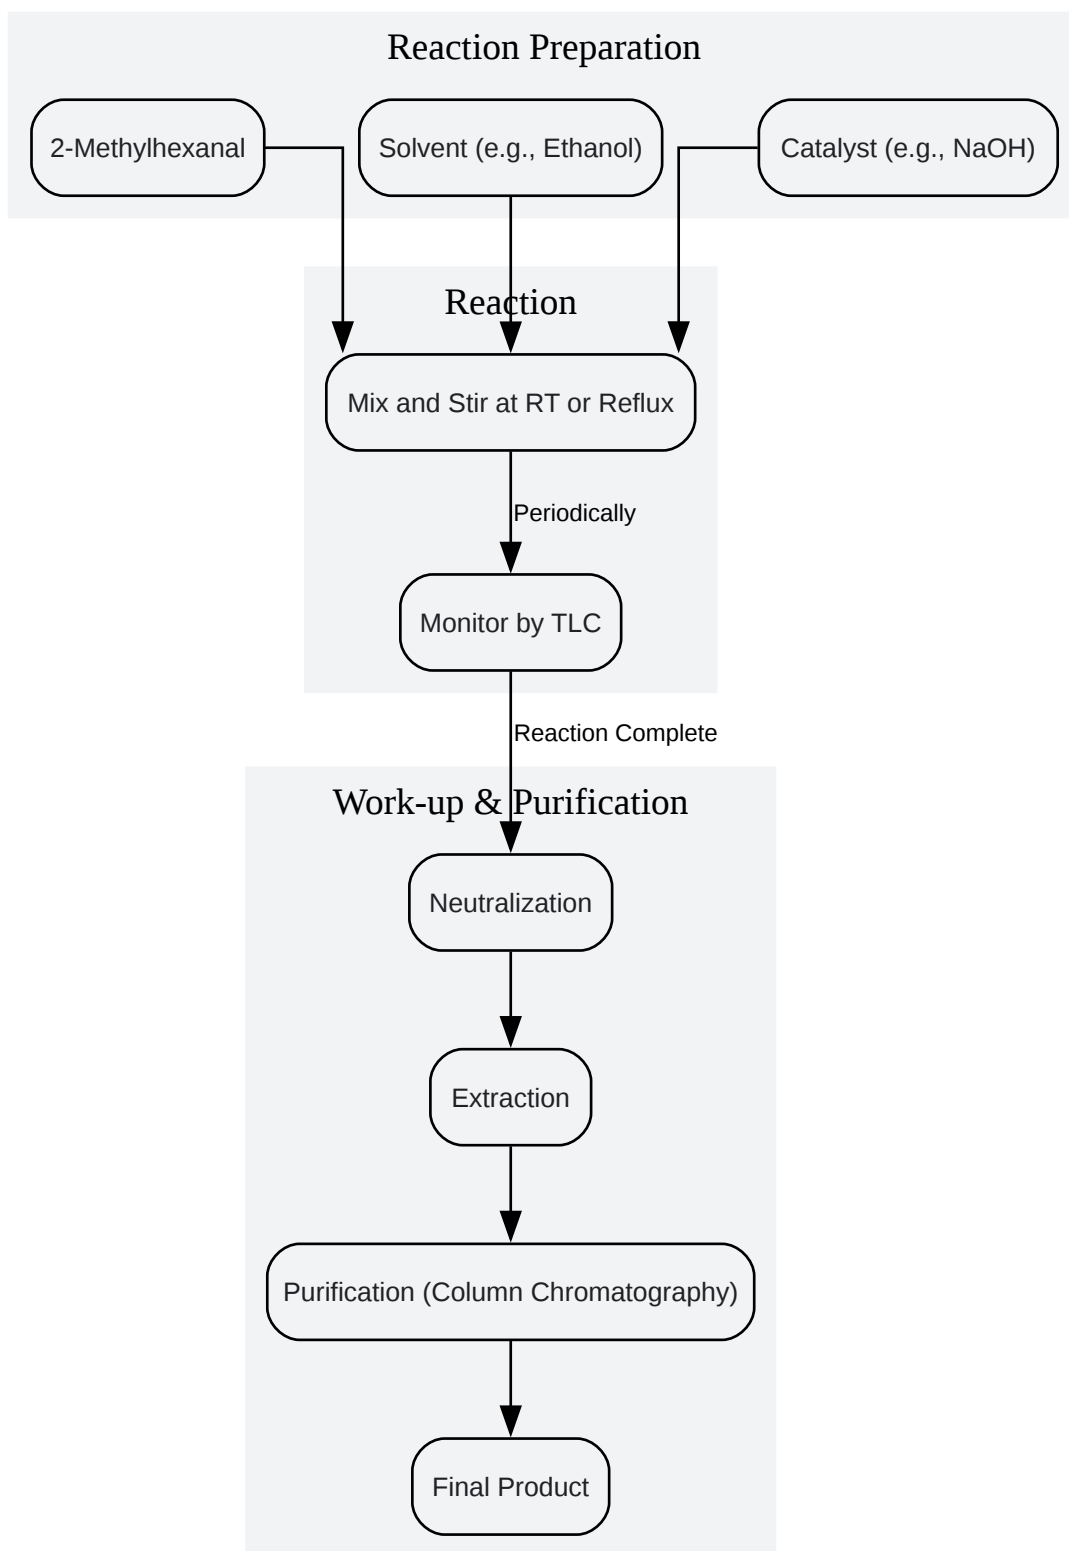 Reaction Preparation
2-Methylhexanal
Solvent (e.g., Ethanol)
Catalyst (e.g., NaOH)
Reaction
Mix and Stir at RT or Reflux
Periodically
Monitor by TLC
Reaction Complete
Work-up & Purification
Neutralization
Extraction
Purification (Column Chromatography)
Final Product